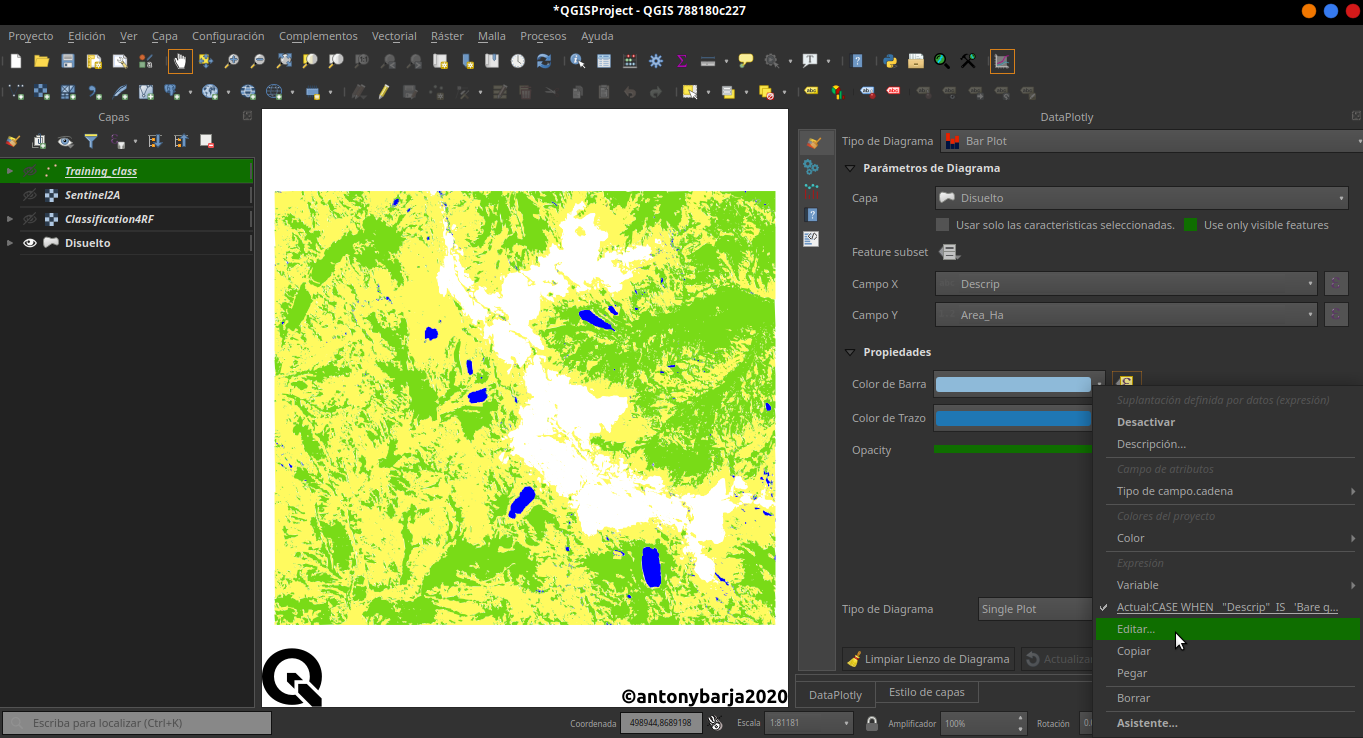 *QGISProject - QGIS 788180c227
Proyecto Edición Ver Capa Configuración Complementos Vectorial Ráster Malla Procesos Ayuda
Capas
Training_class
Sentinel2A
Classification4RF
Disuelto
©antonybarja2020
DataPlotly
Tipo de Diagrama Bar Plot
Parámetros de Diagrama
Capa Disuelto
Usar solo las caracteristicas seleccionadas. Use only visible features
Feature subset
Campo X Descrip
Campo Y Area_Ha
Propiedades
Color de Barra
Color de Trazo
Opacity
Suplantación definida por datos (expresión)
Desactivar
Descripción...
Campo de atributos
Tipo de campo.cadena
Colores del proyecto
Color
Expresión
Variable
Actual:CASE WHEN "Descrip" IS 'Bare g...
Editar...
Copiar
Pegar
Borrar
Asistente...
Tipo de Diagrama Single Plot
Limpiar Lienzo de Diagrama Actualiza
DataPlotly Estilo de capas
Escriba para localizar (Ctrl+K) Coordenada 498944,8689198 Escala 1:81181 Amplificador 100% Rotación 0.